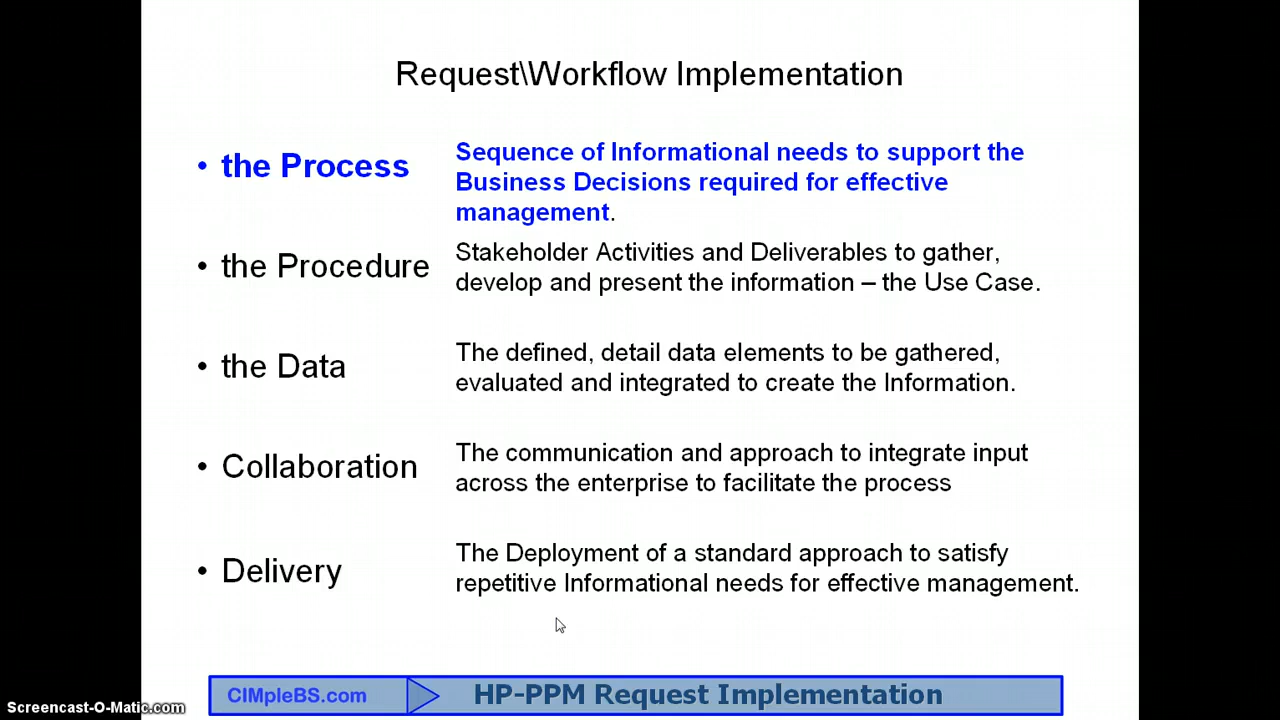 Request\Workflow Implementation
• the Process
Sequence of Informational needs to support the
Business Decisions required for effective
management.
• the Procedure
Stakeholder Activities and Deliverables to gather,
develop and present the information – the Use Case.
• the Data
The defined, detail data elements to be gathered,
evaluated and integrated to create the Information.
• Collaboration
The communication and approach to integrate input
across the enterprise to facilitate the process
• Delivery
The Deployment of a standard approach to satisfy
repetitive Informational needs for effective management.
CIMpleBS.com
HP-PPM Request Implementation
Screencast-O-Matic.com